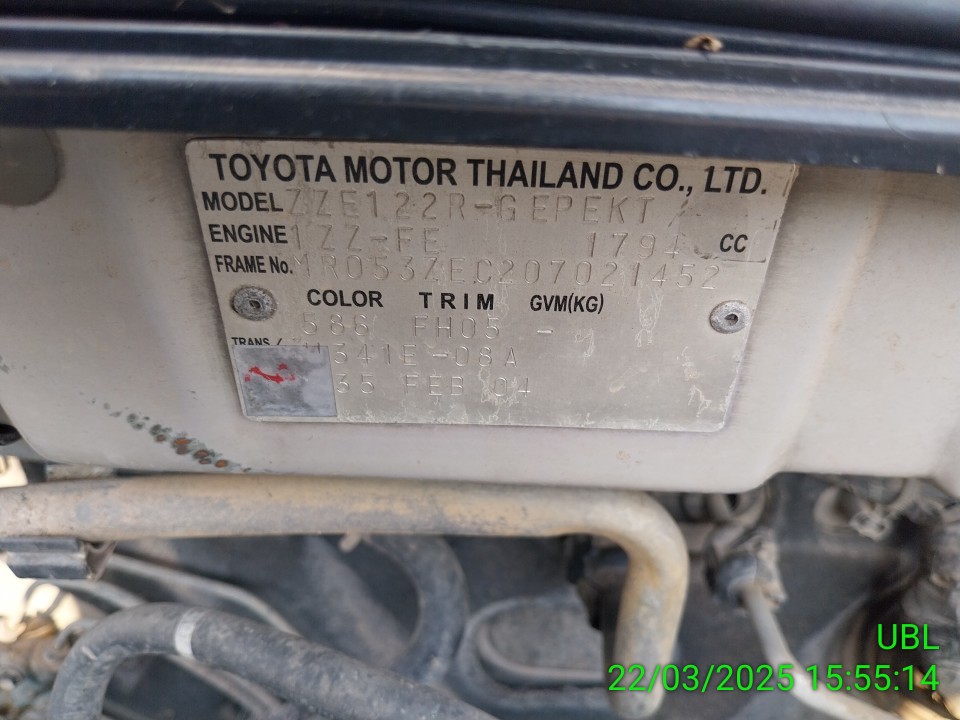 TOYOTA MOTOR THAILAND CO., LTD.
MODEL ZZE122R-GEPEKT
ENGINE 1ZZ-FE 1794 CC
FRAME No. MR053ZEC207021452
COLOR TRIM GVM(KG)
586 FH05 -
TRANS/ U341E-08A
35 FEB 04
UBL
22/03/2025 15:55:14